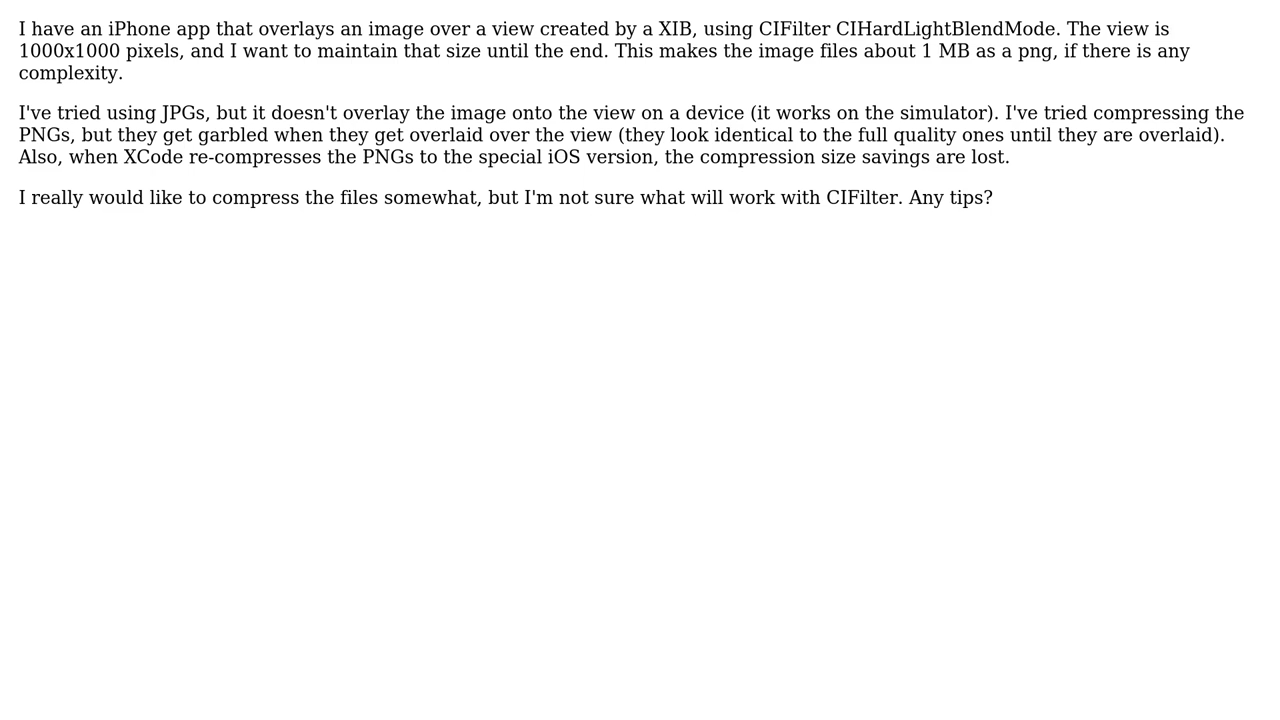 I have an iPhone app that overlays an image over a view created by a XIB, using CIFilter CIHardLightBlendMode. The view is
1000x1000 pixels, and I want to maintain that size until the end. This makes the image files about 1 MB as a png, if there is any
complexity.
I've tried using JPGs, but it doesn't overlay the image onto the view on a device (it works on the simulator). I've tried compressing the
PNGs, but they get garbled when they get overlaid over the view (they look identical to the full quality ones until they are overlaid).
Also, when XCode re-compresses the PNGs to the special iOS version, the compression size savings are lost.
I really would like to compress the files somewhat, but I'm not sure what will work with CIFilter. Any tips?